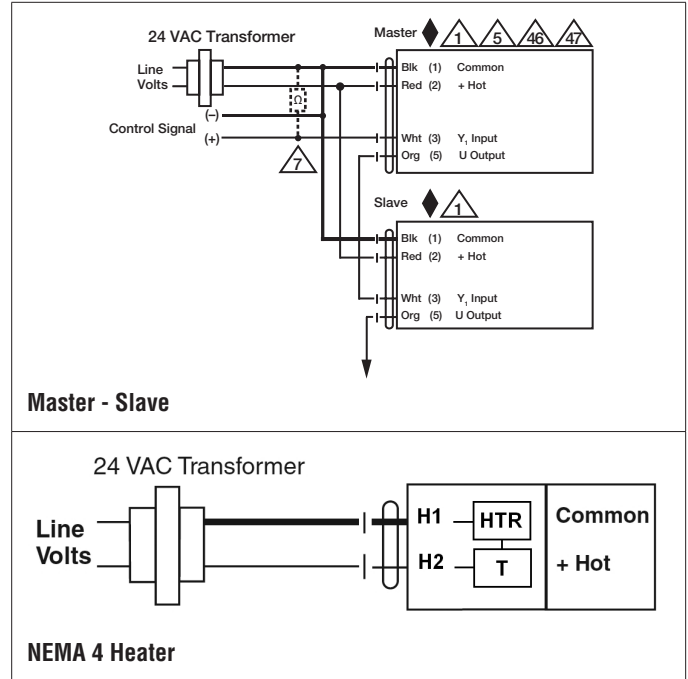 24 VAC Transformer
Line
Volts
(–)
Control Signal
(+)
Ω
7
Master 1 5 46 47
Blk (1) Common
Red (2) + Hot
Wht (3) Y₁ Input
Org (5) U Output
Slave 1
Blk (1) Common
Red (2) + Hot
Wht (3) Y₁ Input
Org (5) U Output
Master - Slave
24 VAC Transformer
Line
Volts
H1 HTR Common
H2 T + Hot
NEMA 4 Heater